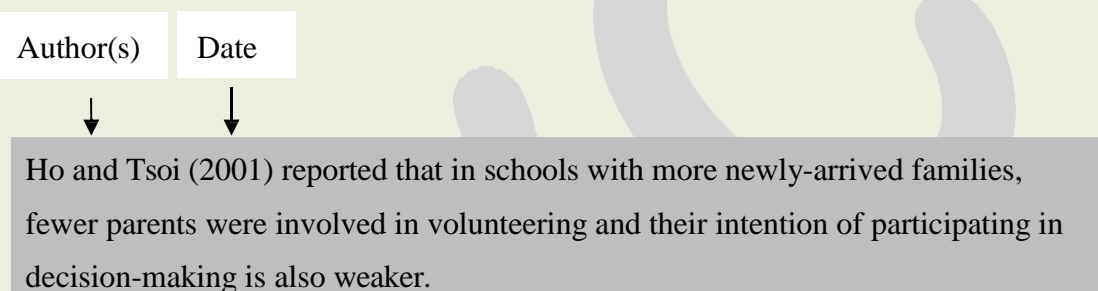 Author(s) Date
Ho and Tsoi (2001) reported that in schools with more newly-arrived families,
fewer parents were involved in volunteering and their intention of participating in
decision-making is also weaker.